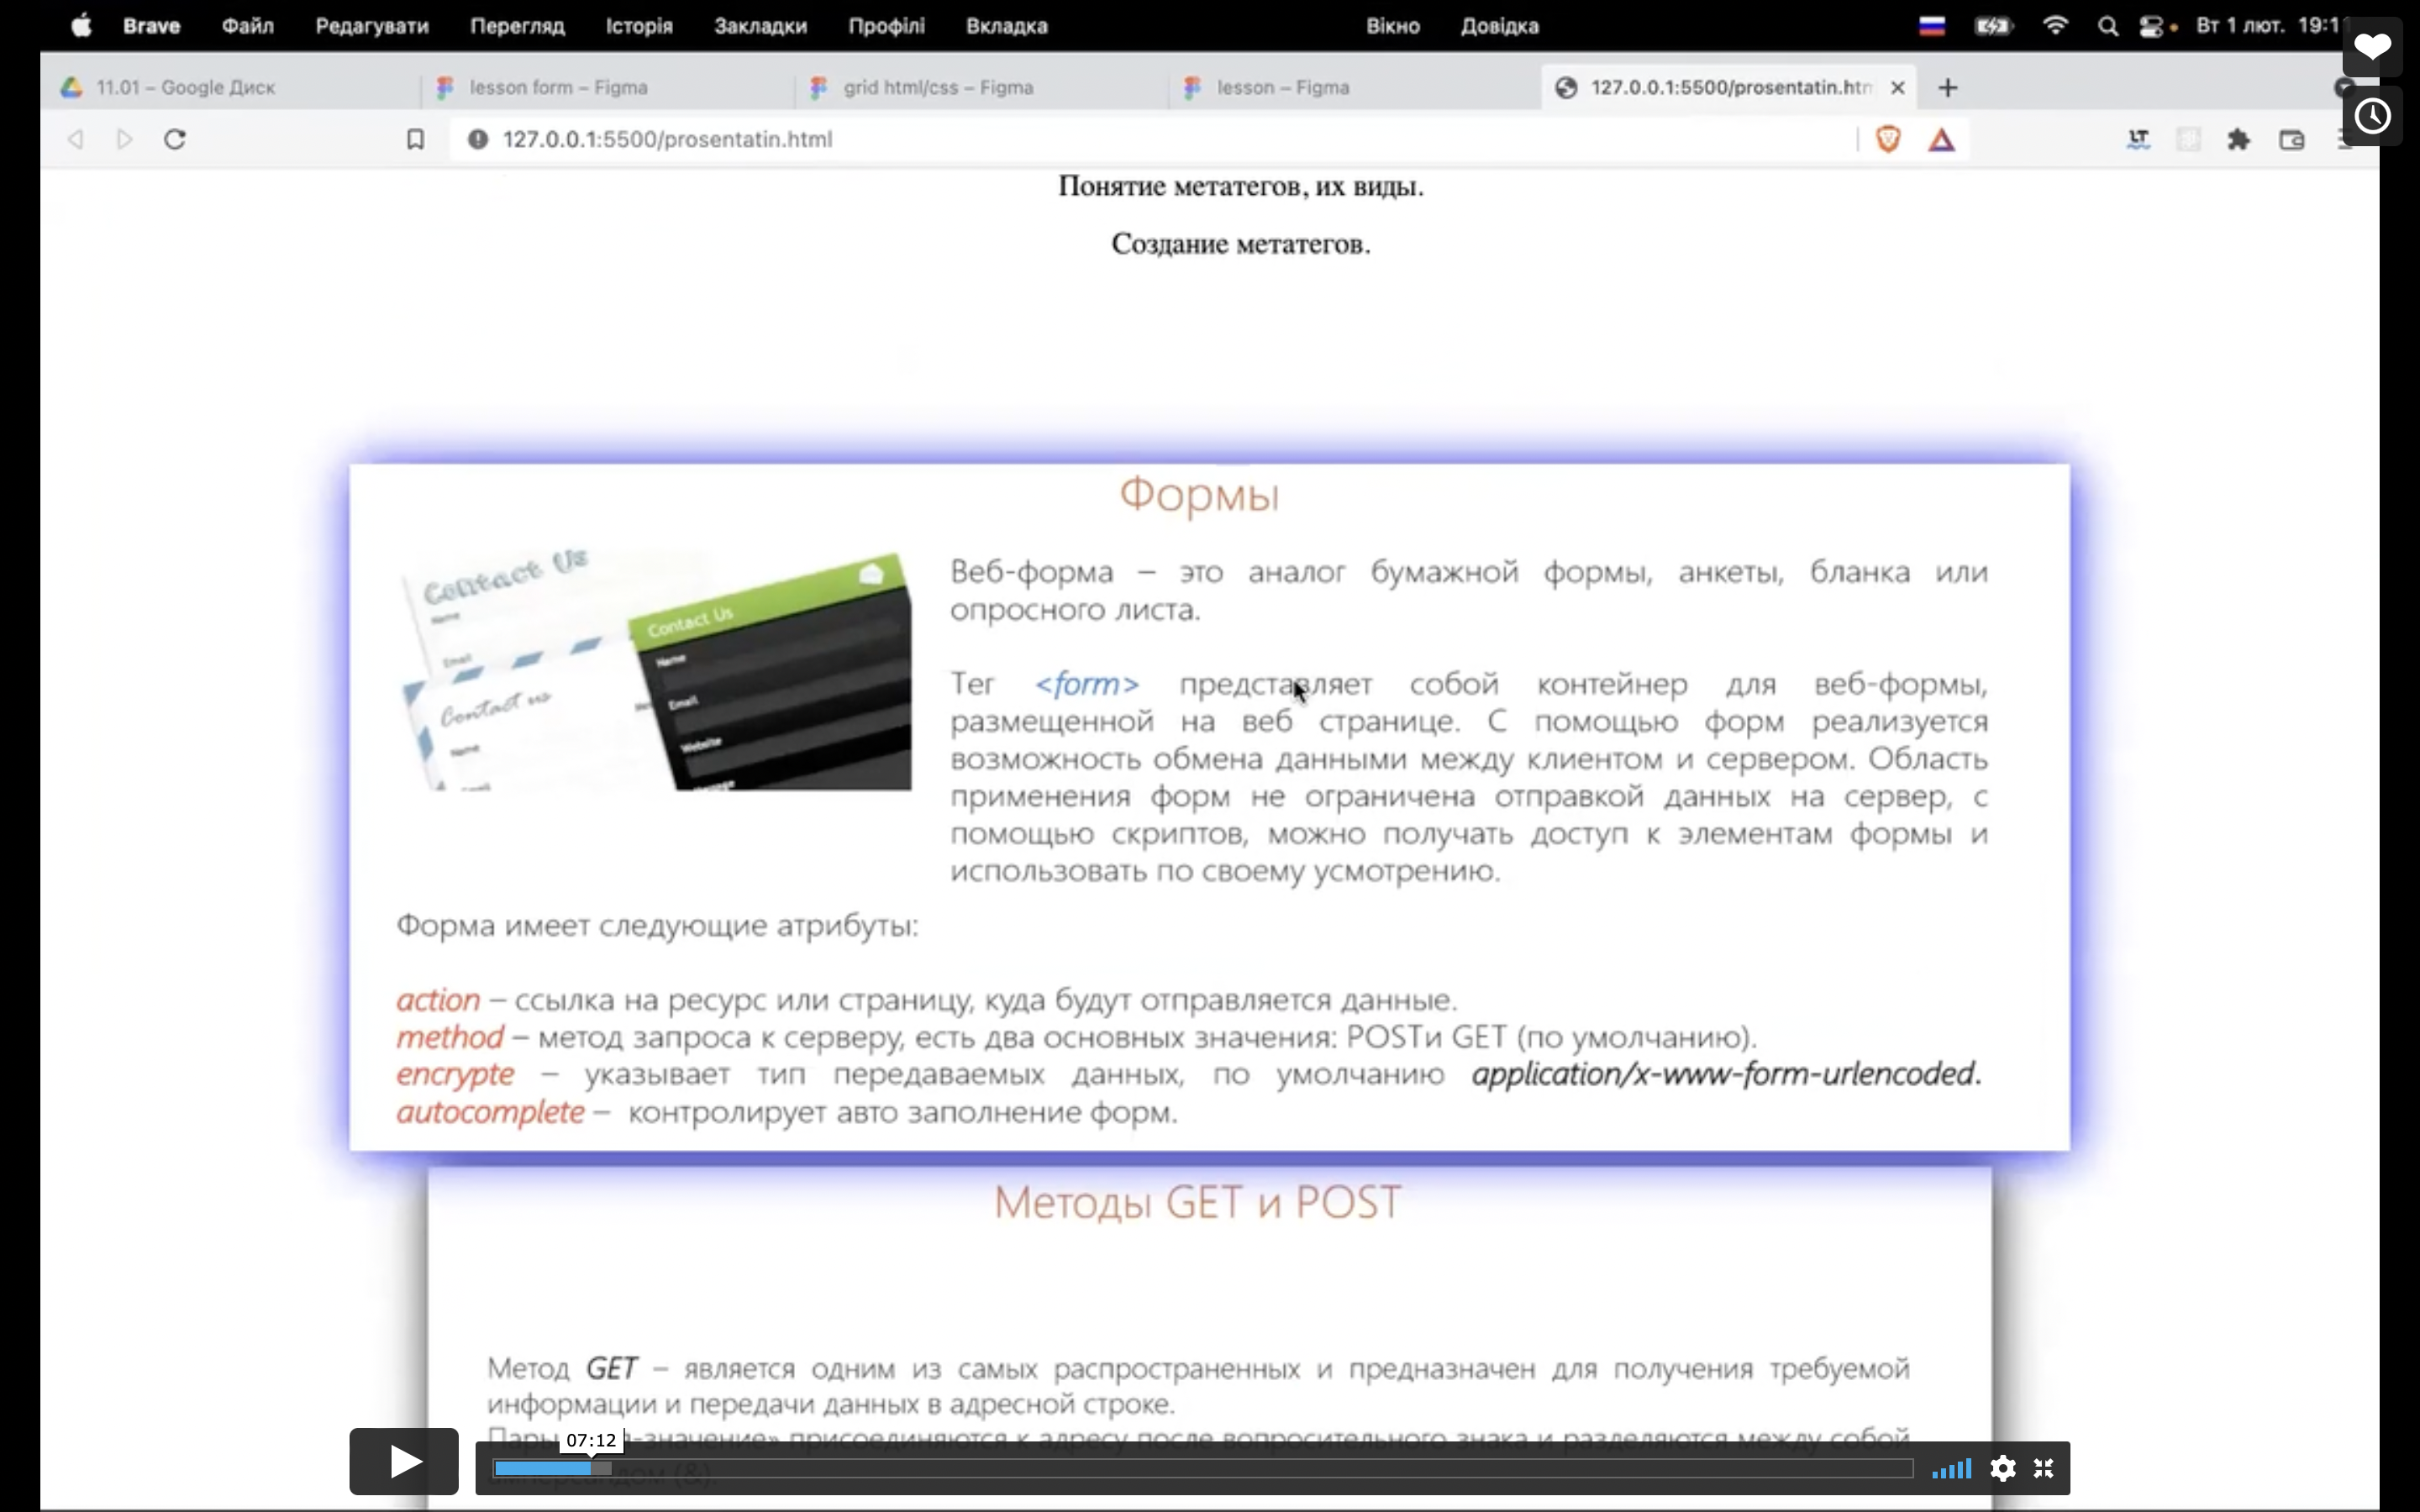 Brave Файл Редагувати Перегляд Історія Закладки Профілі Вкладка Вікно Довідка Вт 1 лют. 19:11
11.01 – Google Диск lesson form – Figma grid html/css – Figma lesson – Figma 127.0.0.1:5500/prosentatin.htm
127.0.0.1:5500/prosentatin.html LT
Понятие метатегов, их виды.
Создание метатегов.
Формы
Contact Us
Name
Email
Contact us
Name
Contact Us
Name
Email
Website
Message
Веб-форма – это аналог бумажной формы, анкеты, бланка или
опросного листа.
Тег <form> представляет собой контейнер для веб-формы,
размещенной на веб странице. С помощью форм реализуется
возможность обмена данными между клиентом и сервером. Область
применения форм не ограничена отправкой данных на сервер, с
помощью скриптов, можно получать доступ к элементам формы и
использовать по своему усмотрению.
Форма имеет следующие атрибуты:
action – ссылка на ресурс или страницу, куда будут отправляется данные.
method – метод запроса к серверу, есть два основных значения: POSTи GET (по умолчанию).
encrypte – указывает тип передаваемых данных, по умолчанию application/x-www-form-urlencoded.
autocomplete – контролирует авто заполнение форм.
Методы GET и POST
Метод GET – является одним из самых распространенных и предназначен для получения требуемой
информации и передачи данных в адресной строке.
Пары -значение» присоединяются к адресу после вопросительного знака и разделяются между собой
07:12
(&).